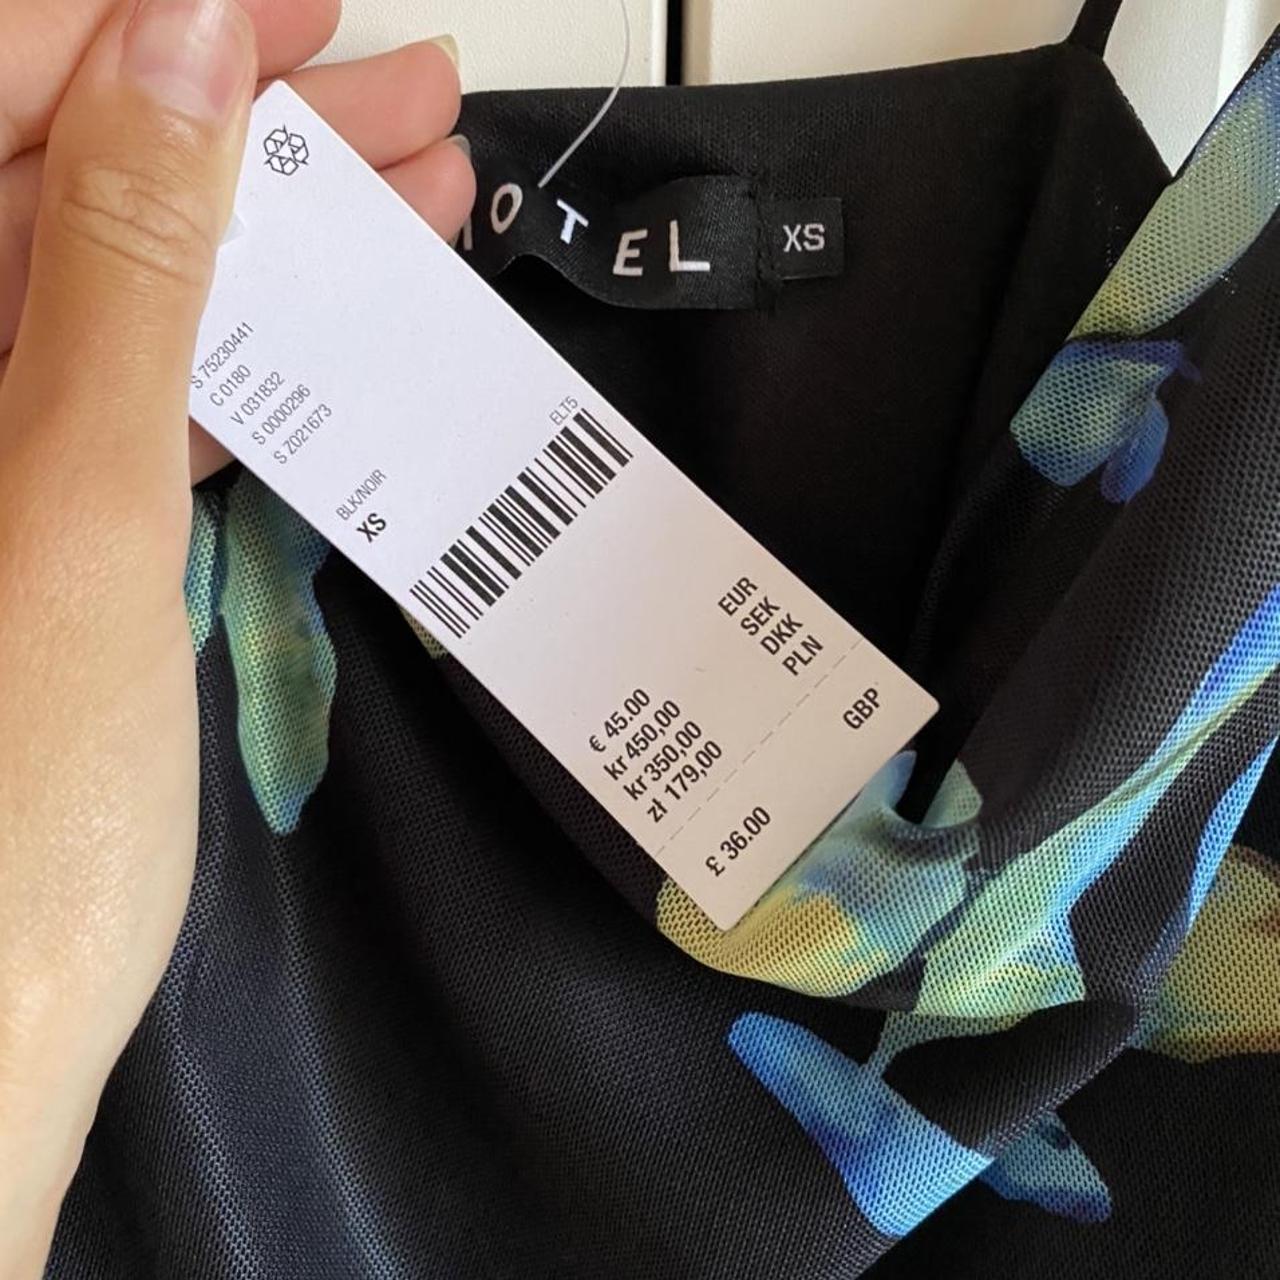 MOTEL
XS
S 75230441
C 0180
V 031832
S 0000296
S Z021673
BLK/NOIR
XS
ELT5
€ 45.00 EUR
kr 450,00 SEK
kr 350,00 DKK
zł 179,00 PLN
£ 36.00 GBP